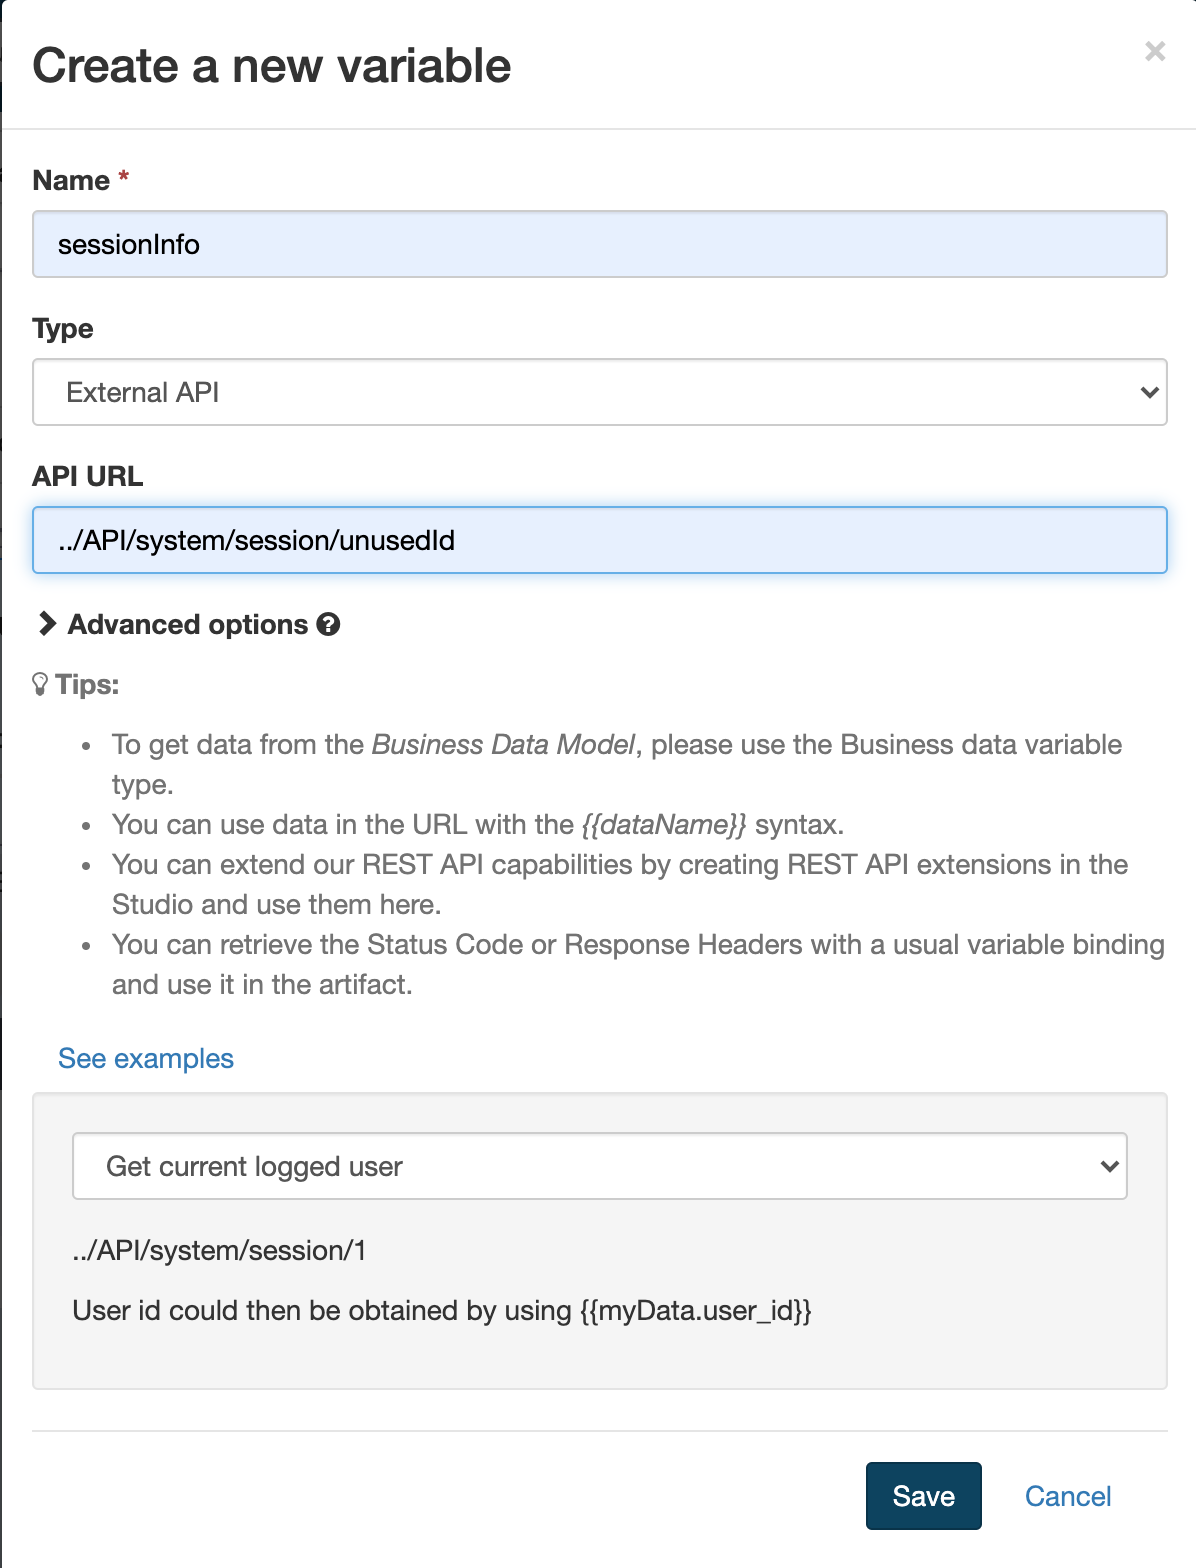 Create a new variable
×
Name *
sessionInfo
Type
External API
API URL
../API/system/session/unusedId
Advanced options ?
Tips:
• To get data from the Business Data Model, please use the Business data variable
type.
• You can use data in the URL with the {{dataName}} syntax.
• You can extend our REST API capabilities by creating REST API extensions in the
Studio and use them here.
• You can retrieve the Status Code or Response Headers with a usual variable binding
and use it in the artifact.
See examples
Get current logged user
../API/system/session/1
User id could then be obtained by using {{myData.user_id}}
Save Cancel